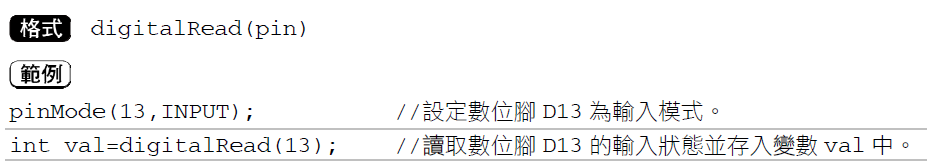 格式 digitalRead(pin)
範例
pinMode(13,INPUT); //設定數位腳 D13 為輸入模式。
int val=digitalRead(13); //讀取數位腳 D13 的輸入狀態並存入變數 val 中。